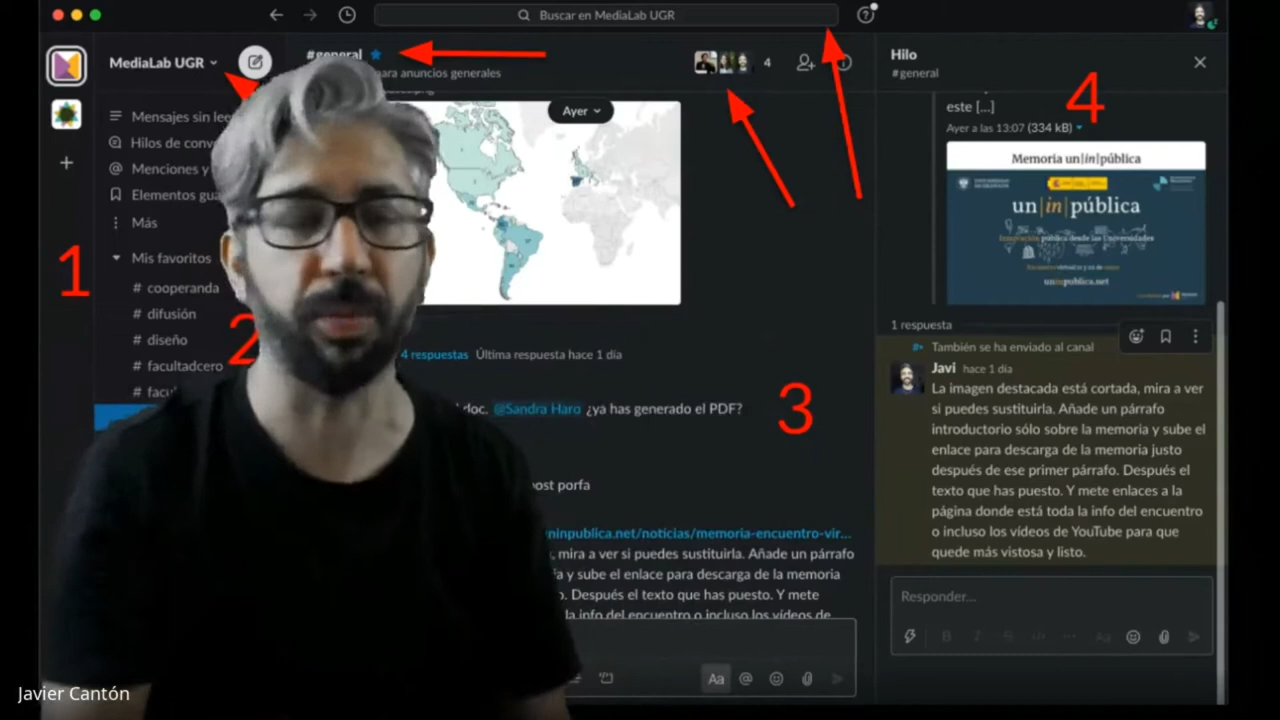 Buscar en MediaLab UGR
MediaLab UGR
#general
para anuncios generales
4
Mensajes sin lee
Hilos de conv
Menciones y
Elementos gua
Más
Mis favoritos
# cooperanda
# difusión
# diseño
# facultadcero
# facu
1
2
Ayer
4 respuestas Última respuesta hace 1 día
doc. @Sandra Haro ¿ya has generado el PDF?
3
post porfa
uninpublica.net/noticias/memoria-encuentro-vir...
, mira a ver si puedes sustituirla. Añade un párrafo
a y sube el enlace para descarga de la memoria
o. Después el texto que has puesto. Y mete
la info del encuentro o incluso los vídeos de
Aa
Hilo
#general
4
este [...]
Ayer a las 13:07 (334 kB)
Memoria un|in|pública
un|in|pública
Innovación pública desde las Universidades
uninpublica.net
1 respuesta
También se ha enviado al canal
Javi hace 1 día
La imagen destacada está cortada, mira a ver
si puedes sustituirla. Añade un párrafo
introductorio sólo sobre la memoria y sube el
enlace para descarga de la memoria justo
después de ese primer párrafo. Después el
texto que has puesto. Y mete enlaces a la
página donde está toda la info del encuentro
o incluso los vídeos de YouTube para que
quede más vistosa y listo.
Responder...
B I S </> Aa
Javier Cantón